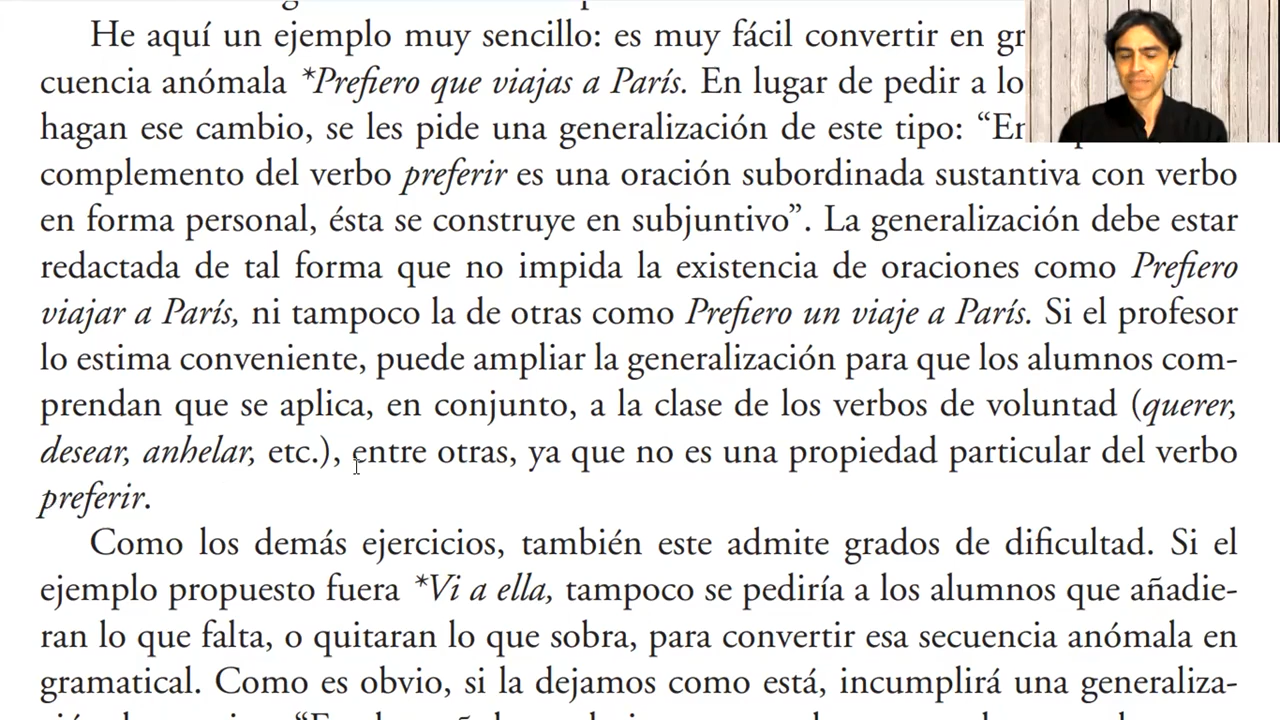 He aquí un ejemplo muy sencillo: es muy fácil convertir en
cuencia anómala *Prefiero que viajas a París. En lugar de pedir a
hagan ese cambio, se les pide una generalización de este tipo:
complemento del verbo preferir es una oración subordinada sustantiva con verbo
en forma personal, ésta se construye en subjuntivo”. La generalización debe estar
redactada de tal forma que no impida la existencia de oraciones como Prefiero
viajar a París, ni tampoco la de otras como Prefiero un viaje a París. Si el profesor
lo estima conveniente, puede ampliar la generalización para que los alumnos com-
prendan que se aplica, en conjunto, a la clase de los verbos de voluntad (querer,
desear, anhelar, etc.), entre otras, ya que no es una propiedad particular del verbo
preferir.
Como los demás ejercicios, también este admite grados de dificultad. Si el
ejemplo propuesto fuera *Vi a ella, tampoco se pediría a los alumnos que añadie-
ran lo que falta, o quitaran lo que sobra, para convertir esa secuencia anómala en
gramatical. Como es obvio, si la dejamos como está, incumplirá una generaliza-